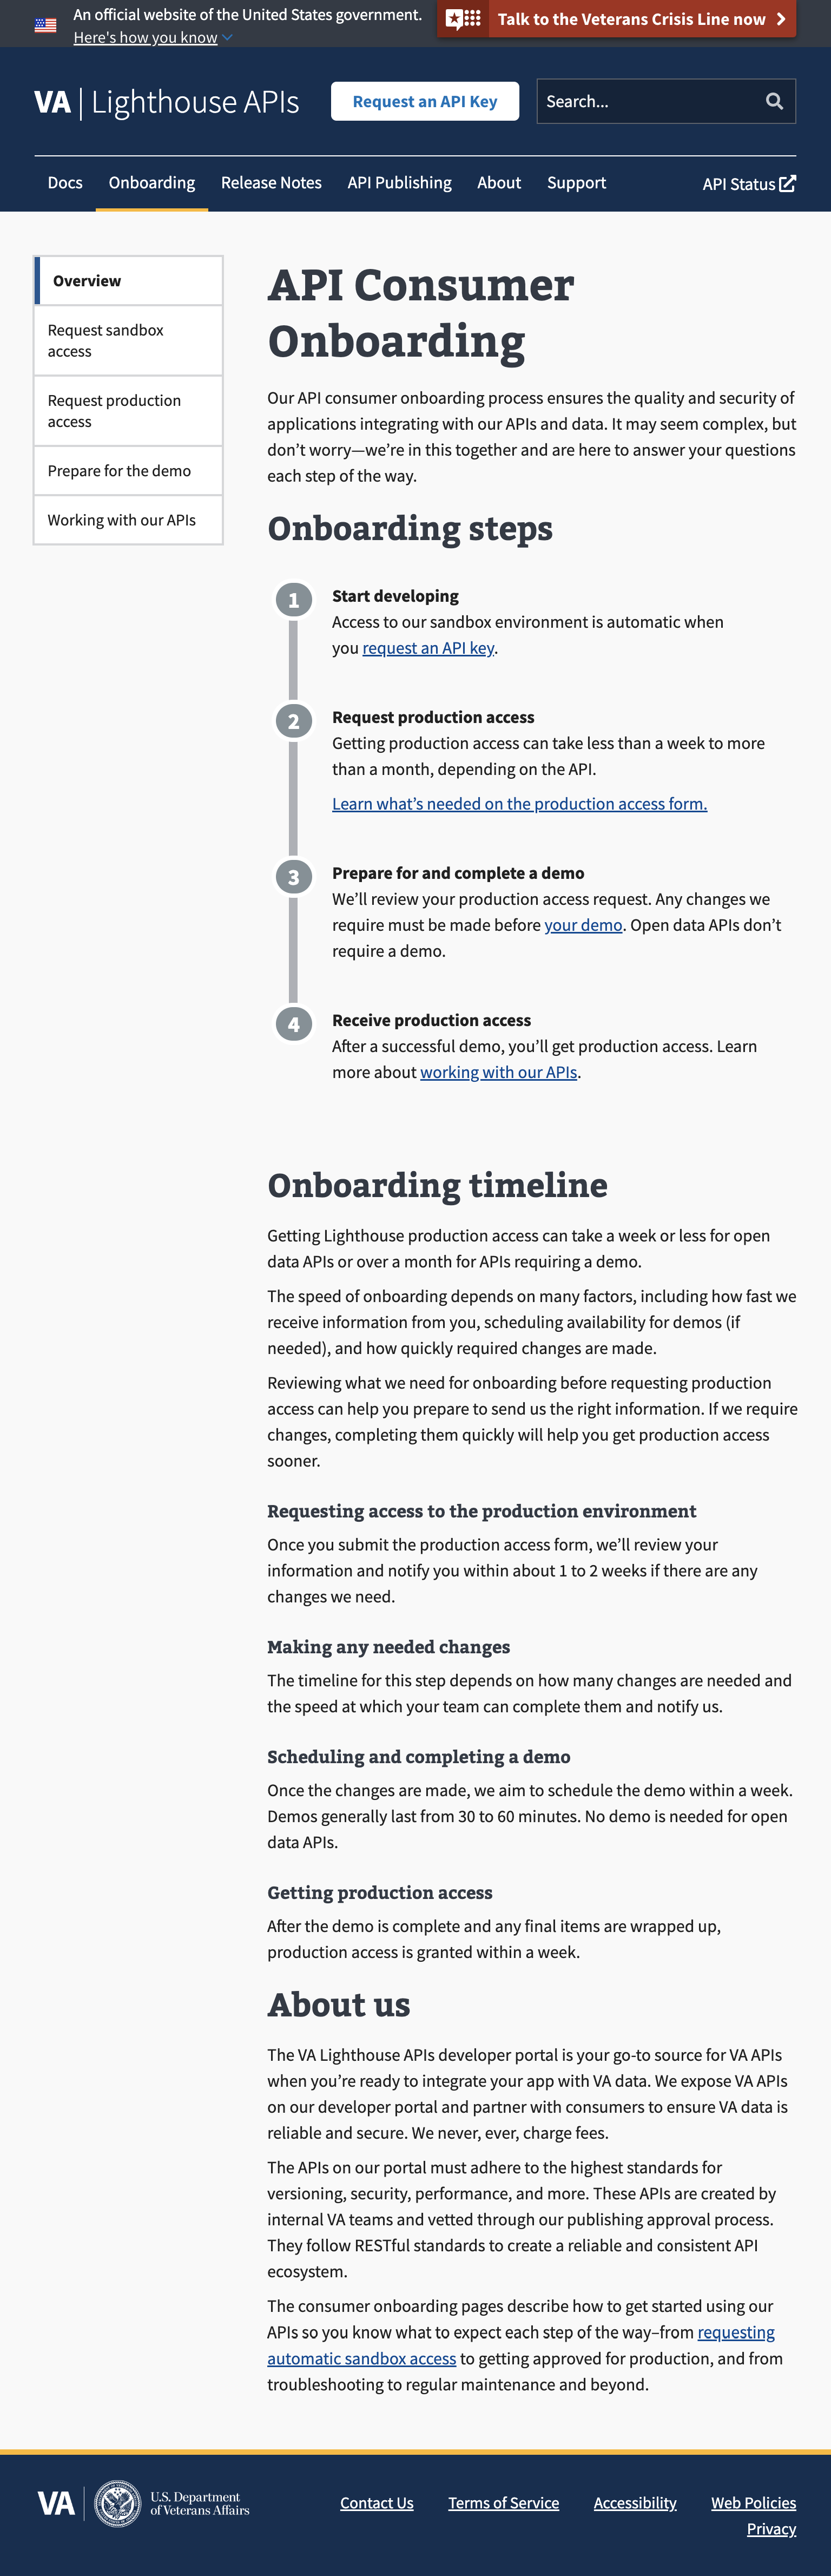 An official website of the United States government.
Here's how you know
Talk to the Veterans Crisis Line now
VA | Lighthouse APIs
Request an API Key
Search...
Docs
Onboarding
Release Notes
API Publishing
About
Support
API Status
Overview
Request sandbox
access
Request production
access
Prepare for the demo
Working with our APIs
API Consumer
Onboarding
Our API consumer onboarding process ensures the quality and security of
applications integrating with our APIs and data. It may seem complex, but
don’t worry—we’re in this together and are here to answer your questions
each step of the way.
Onboarding steps
1
Start developing
Access to our sandbox environment is automatic when
you request an API key.
2
Request production access
Getting production access can take less than a week to more
than a month, depending on the API.
Learn what’s needed on the production access form.
3
Prepare for and complete a demo
We’ll review your production access request. Any changes we
require must be made before your demo. Open data APIs don’t
require a demo.
4
Receive production access
After a successful demo, you’ll get production access. Learn
more about working with our APIs.
Onboarding timeline
Getting Lighthouse production access can take a week or less for open
data APIs or over a month for APIs requiring a demo.
The speed of onboarding depends on many factors, including how fast we
receive information from you, scheduling availability for demos (if
needed), and how quickly required changes are made.
Reviewing what we need for onboarding before requesting production
access can help you prepare to send us the right information. If we require
changes, completing them quickly will help you get production access
sooner.
Requesting access to the production environment
Once you submit the production access form, we’ll review your
information and notify you within about 1 to 2 weeks if there are any
changes we need.
Making any needed changes
The timeline for this step depends on how many changes are needed and
the speed at which your team can complete them and notify us.
Scheduling and completing a demo
Once the changes are made, we aim to schedule the demo within a week.
Demos generally last from 30 to 60 minutes. No demo is needed for open
data APIs.
Getting production access
After the demo is complete and any final items are wrapped up,
production access is granted within a week.
About us
The VA Lighthouse APIs developer portal is your go-to source for VA APIs
when you’re ready to integrate your app with VA data. We expose VA APIs
on our developer portal and partner with consumers to ensure VA data is
reliable and secure. We never, ever, charge fees.
The APIs on our portal must adhere to the highest standards for
versioning, security, performance, and more. These APIs are created by
internal VA teams and vetted through our publishing approval process.
They follow RESTful standards to create a reliable and consistent API
ecosystem.
The consumer onboarding pages describe how to get started using our
APIs so you know what to expect each step of the way–from requesting
automatic sandbox access to getting approved for production, and from
troubleshooting to regular maintenance and beyond.
VA
U.S. Department
of Veterans Affairs
Contact Us
Terms of Service
Accessibility
Web Policies
Privacy